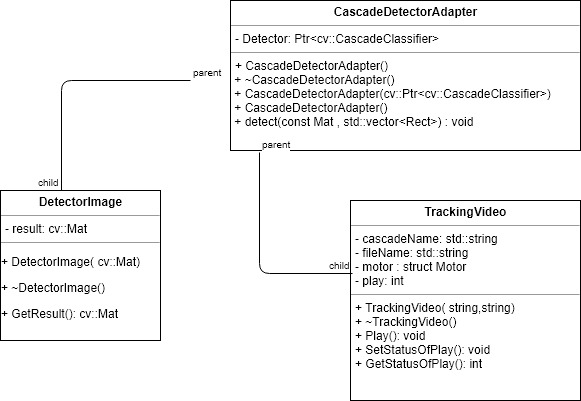 CascadeDetectorAdapter
- Detector: Ptr<cv::CascadeClassifier>
+ CascadeDetectorAdapter()
+ ~CascadeDetectorAdapter()
+ CascadeDetectorAdapter(cv::Ptr<cv::CascadeClassifier>)
+ CascadeDetectorAdapter()
+ detect(const Mat , std::vector<Rect>) : void
parent
parent
child
DetectorImage
- result: cv::Mat
+ DetectorImage( cv::Mat)
+ ~DetectorImage()
+ GetResult(): cv::Mat
child
TrackingVideo
- cascadeName: std::string
- fileName: std::string
- motor : struct Motor
- play: int
+ TrackingVideo( string,string)
+ ~TrackingVideo()
+ Play(): void
+ SetStatusOfPlay(): void
+ GetStatusOfPlay(): int